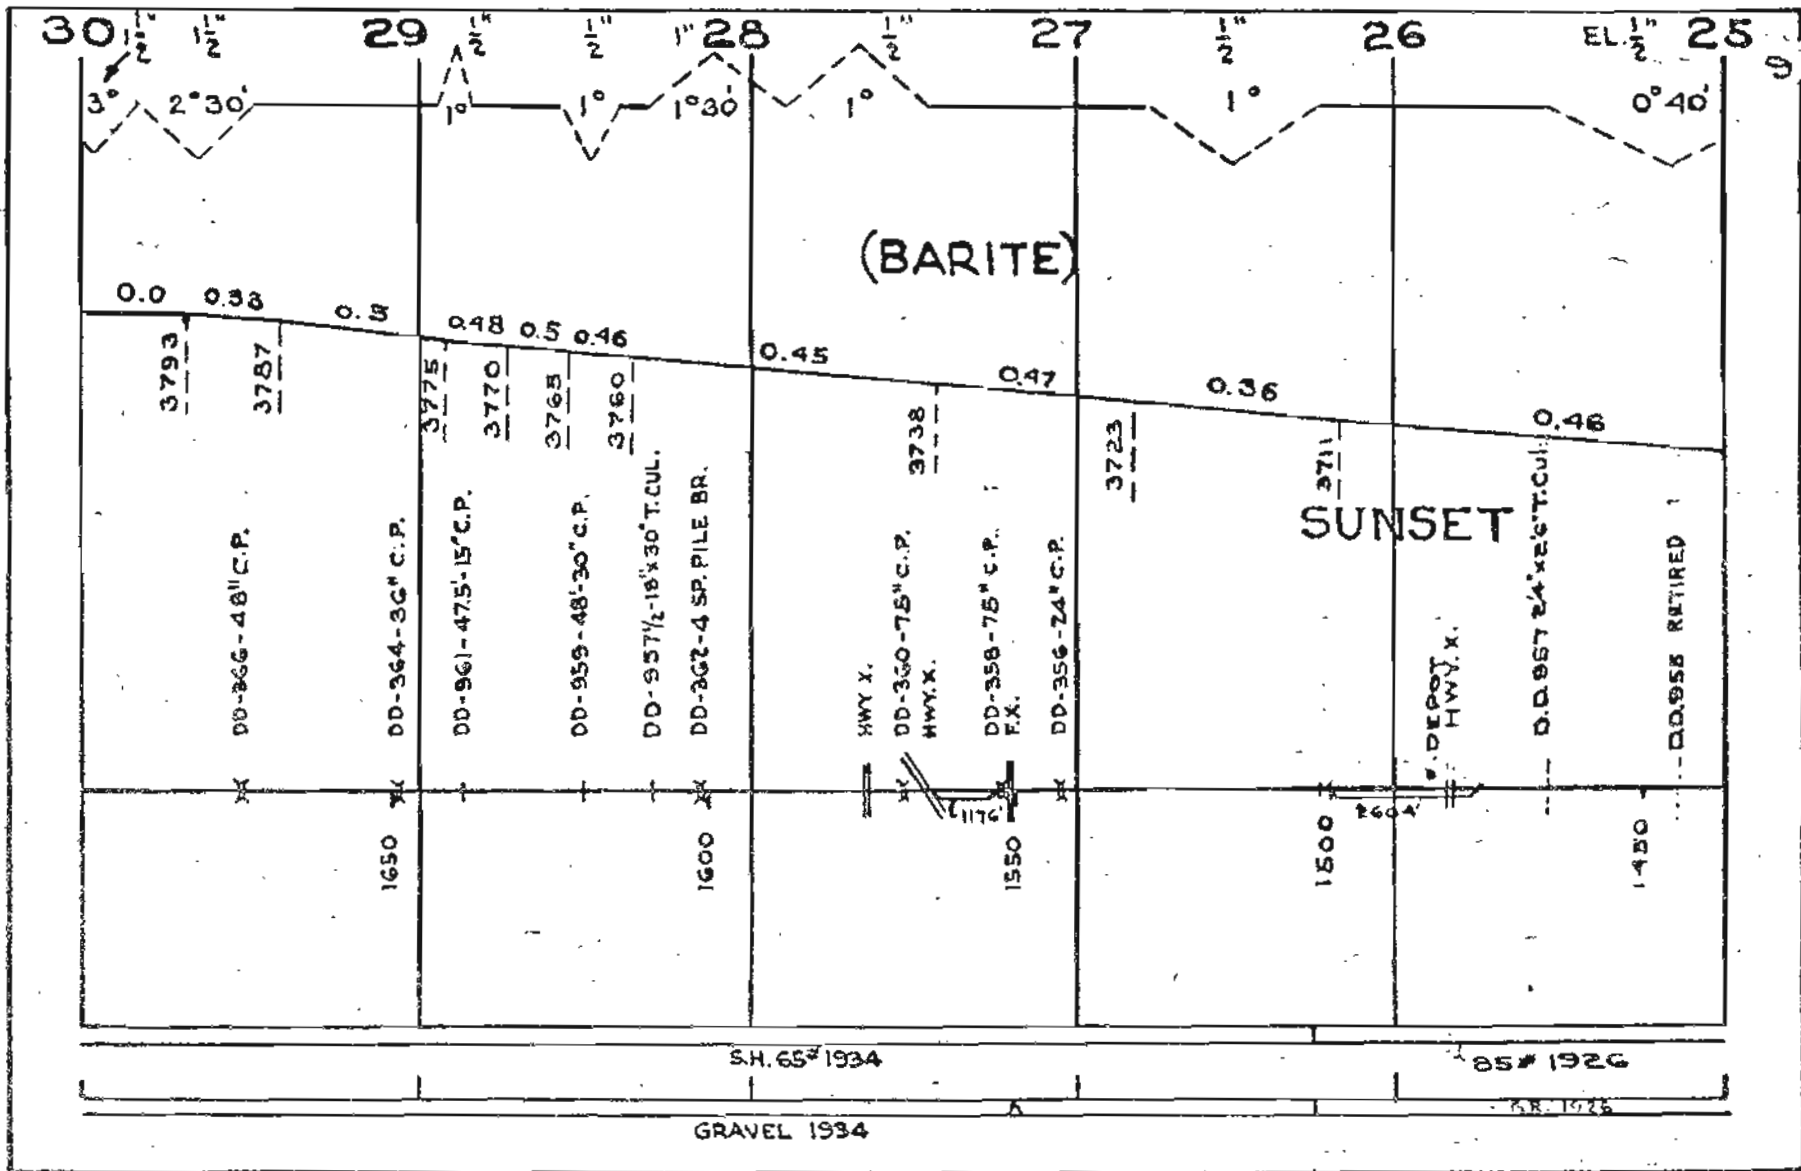 30 1½" 1½" 29 ½" ½" 1" 28 ½" 27 ½" 26 EL.½" 25
3° 2°30' 1° 1° 1°30' 1° 1° 0°40'
(BARITE)
0.0 0.33 0.3 0.48 0.5 0.46 0.45 0.47 0.36 0.46
3793
3787
3775
3770
3765
3760
3738
3723
3711
SUNSET
DD-366-48" C.P.
DD-364-36" C.P.
DD-961-47.5'-15" C.P.
DD-959-48'-30" C.P.
DD-957½-18"x30' T.CUL.
DD-362-4 SP. PILE BR.
HWY X.
DD-360-75" C.P.
HWY. X.
DD-358-75" C.P.
F.X.
DD-356-24" C.P.
DEPOT
HWY. X.
D.D.957 24"x26' T.Cul.
D.D.955 RETIRED
1176'
2604'
1650
1600
1550
1500
1450
S.H. 65# 1934
85# 1926
GR. 1926
GRAVEL 1934